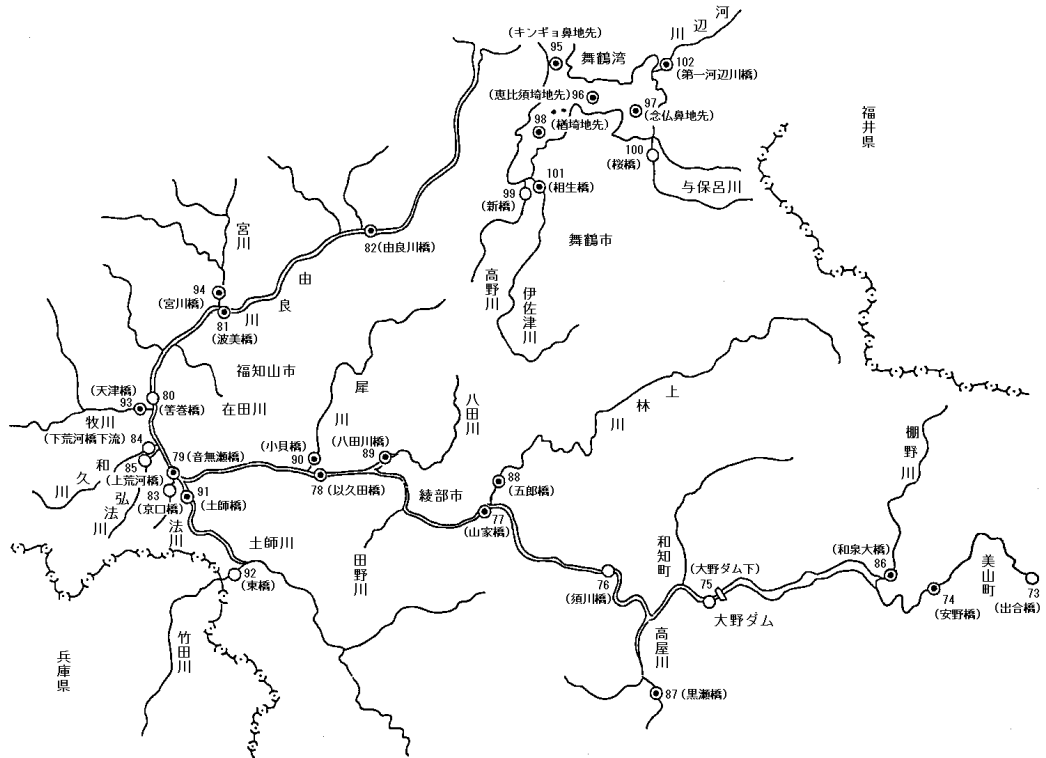 河
辺
川
(キンギョ鼻地先)
95
舞鶴湾
102
(第一河辺川橋)
(恵比須埼地先)
96
97
(念仏鼻地先)
98
(楢埼地先)
100
(桜橋)
与保呂川
101
(相生橋)
99
(新橋)
舞鶴市
高野川
伊佐津川
福井県
宮川
82(由良川橋)
由
良
川
94
(宮川橋)
81
(波美橋)
福知山市
在田川
(天津橋)
93
80
(筈巻橋)
牧川
(下荒河橋下流)
84
85
(上荒河橋)
和
久
川
弘法川
79(音無瀬橋)
83
(京口橋)
法川
91
(土師橋)
土師川
92
(東橋)
竹田川
兵庫県
犀
川
(小貝橋)
90
78(以久田橋)
(八田川橋)
89
八田川
綾部市
田野川
上
林
川
88
(五郎橋)
77
(山家橋)
76
(須川橋)
和知町
(大野ダム下)
75
大野ダム
高屋川
87(黒瀬橋)
棚野川
(和泉大橋)
86
74
(安野橋)
美山町
73
(出合橋)